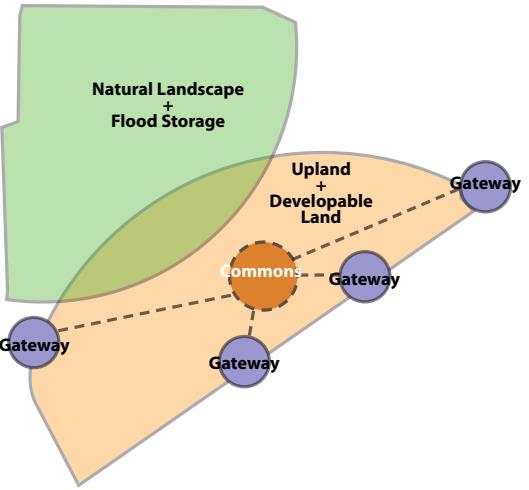 Natural Landscape
+
Flood Storage
Upland
+
Developable
Land
Gateway
Commons
Gateway
Gateway
Gateway